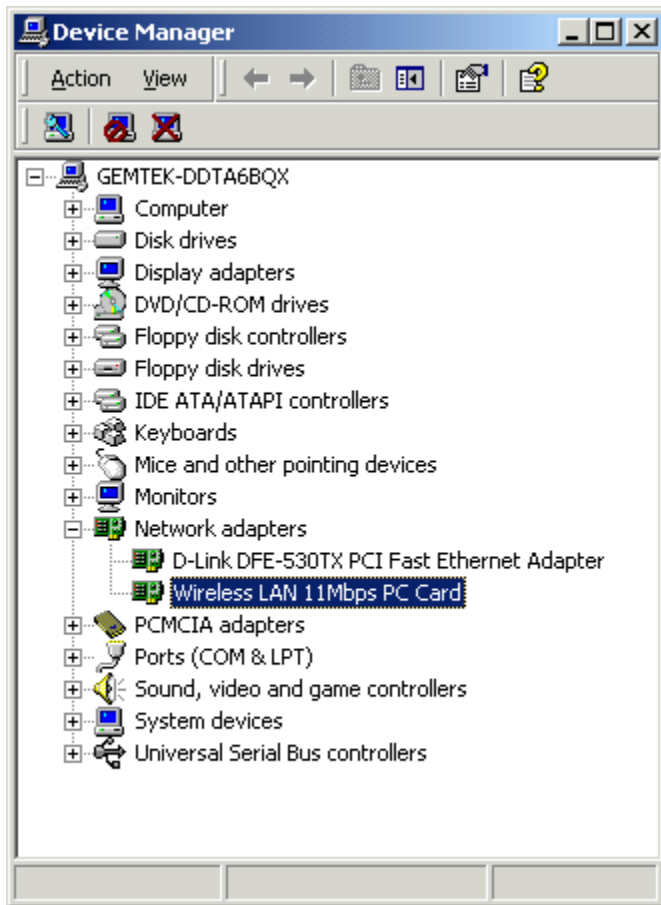 Device Manager
Action View
GEMTEK-DDTA6BQX
Computer
Disk drives
Display adapters
DVD/CD-ROM drives
Floppy disk controllers
Floppy disk drives
IDE ATA/ATAPI controllers
Keyboards
Mice and other pointing devices
Monitors
Network adapters
D-Link DFE-530TX PCI Fast Ethernet Adapter
Wireless LAN 11Mbps PC Card
PCMCIA adapters
Ports (COM & LPT)
Sound, video and game controllers
System devices
Universal Serial Bus controllers